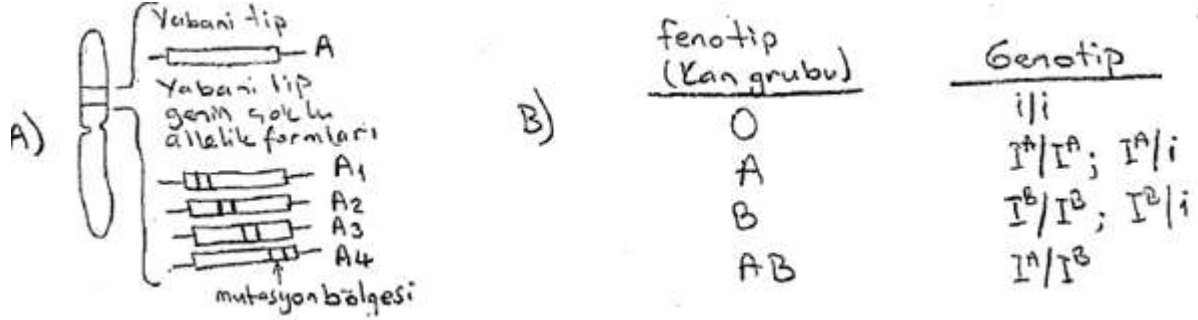 A)
Yabani tip
A
Yabani tip
genin çoklu
allelik formları
A1
A2
A3
A4
mutasyon bölgesi
B)
fenotip Genotip
(Kan grubu)
O i/i
A I^A/I^A; I^A/i
B I^B/I^B; I^B/i
AB I^A/I^B